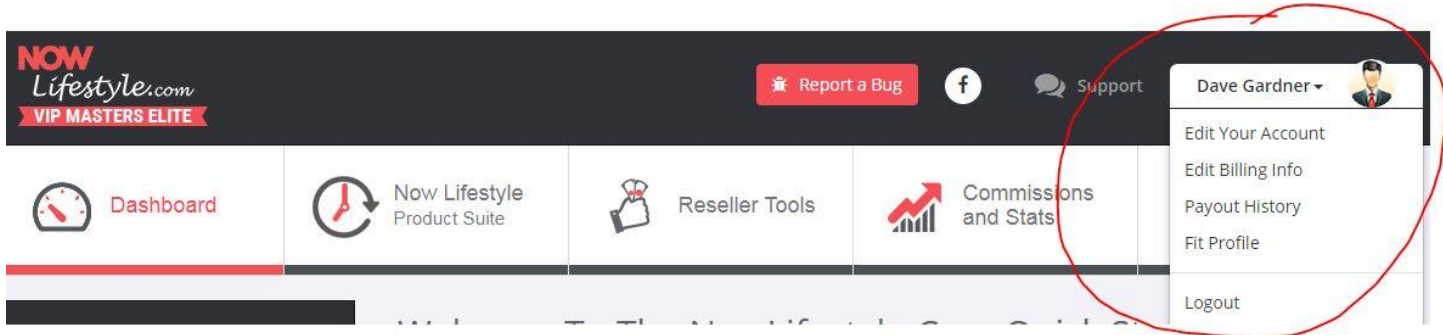 NOW
Lifestyle.com
VIP MASTERS ELITE
Report a Bug
f
Support
Dave Gardner
Edit Your Account
Edit Billing Info
Payout History
Fit Profile
Logout
Dashboard
Now Lifestyle
Product Suite
Reseller Tools
Commissions
and Stats